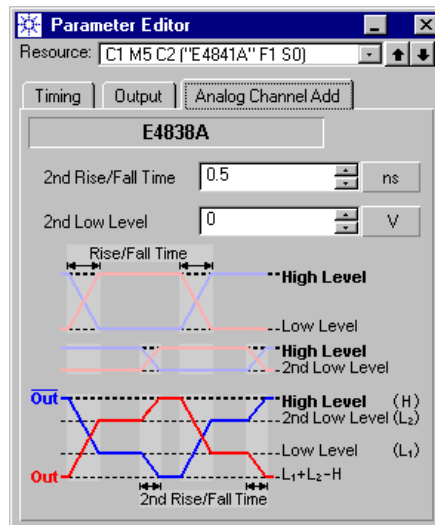 Parameter Editor
Resource: C1 M5 C2 ("E4841A" F1 S0)
Timing Output Analog Channel Add
E4838A
2nd Rise/Fall Time 0.5 ns
2nd Low Level 0 V
Rise/Fall Time
High Level
Low Level
High Level
2nd Low Level
Out High Level (H)
2nd Low Level (L₂)
Low Level (L₁)
Out L₁+L₂-H
2nd Rise/Fall Time